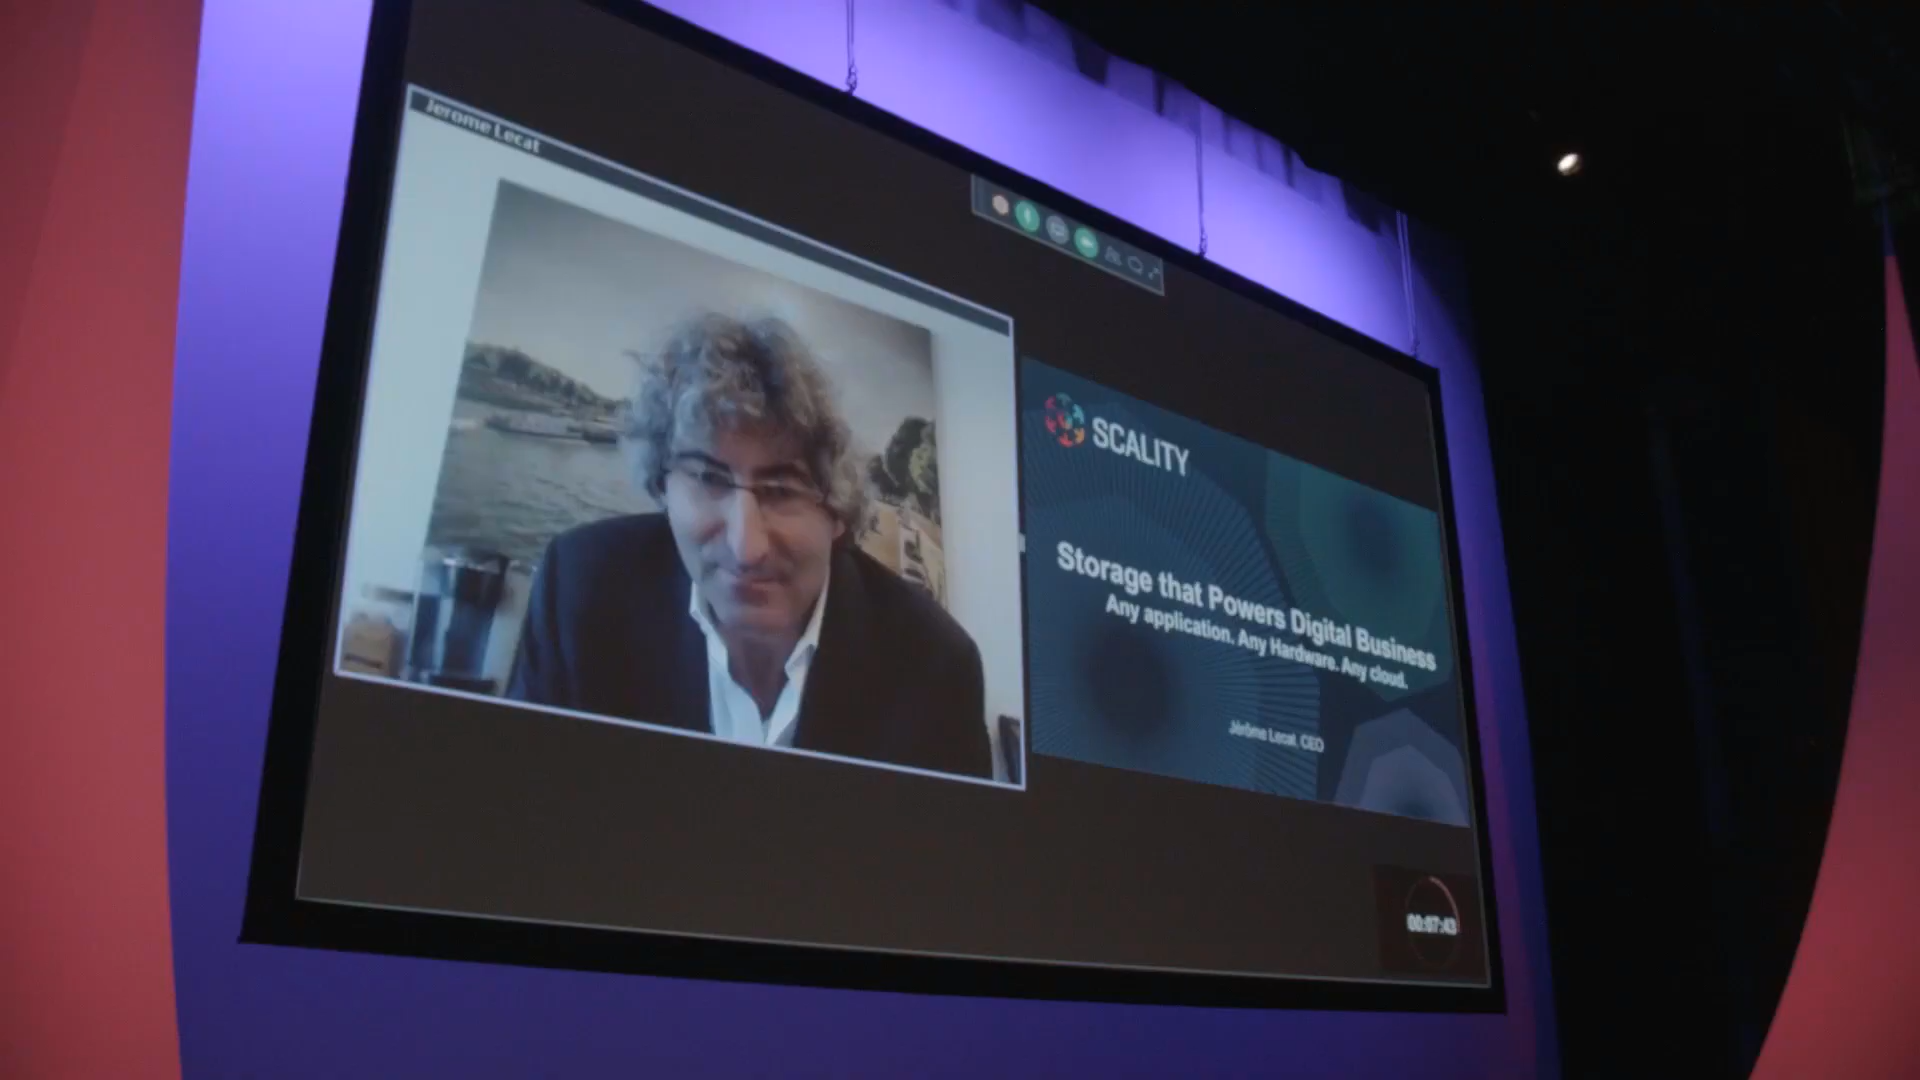 Jerome Lecat
SCALITY
Storage that Powers Digital Business
Any application. Any Hardware. Any cloud.
Jérôme Lecat, CEO
00:07:43